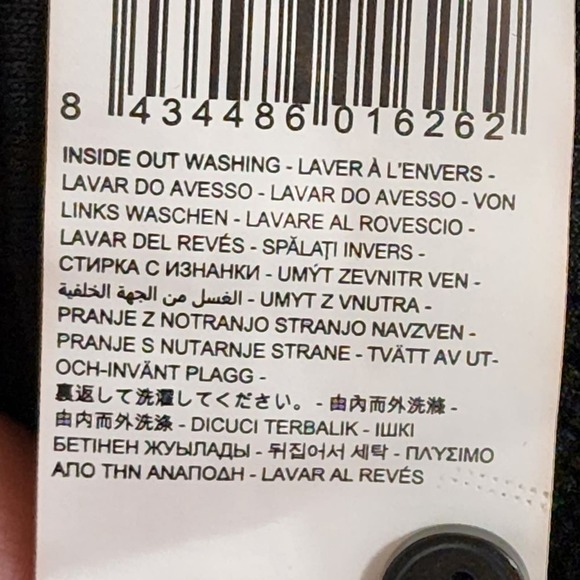 8 434486 016262
INSIDE OUT WASHING - LAVER À L'ENVERS -
LAVAR DO AVESSO - LAVAR DO AVESSO - VON
LINKS WASCHEN - LAVARE AL ROVESCIO -
LAVAR DEL REVÉS - SPĂLAȚI INVERS -
СТИРКА С ИЗНАНКИ - UMÝT ZEVNITR VEN -
الغسل من الجهة الخلفية - UMYT Z VNUTRA -
PRANJE Z NOTRANJO STRANJO NAVZVEN -
PRANJE S NUTARNJE STRANE - TVÄTT AV UT-
OCH-INVÄNT PLAGG -
裏返して洗濯してください。 - 由內而外洗滌 -
由内而外洗涤 - DICUCI TERBALIK - ІШКІ
БЕТІНЕН ЖУЫЛАДЫ - 뒤집어서 세탁 - ΠΛΥΣΙΜΟ
ΑΠΟ ΤΗΝ ΑΝΑΠΟΔΗ - LAVAR AL REVÉS